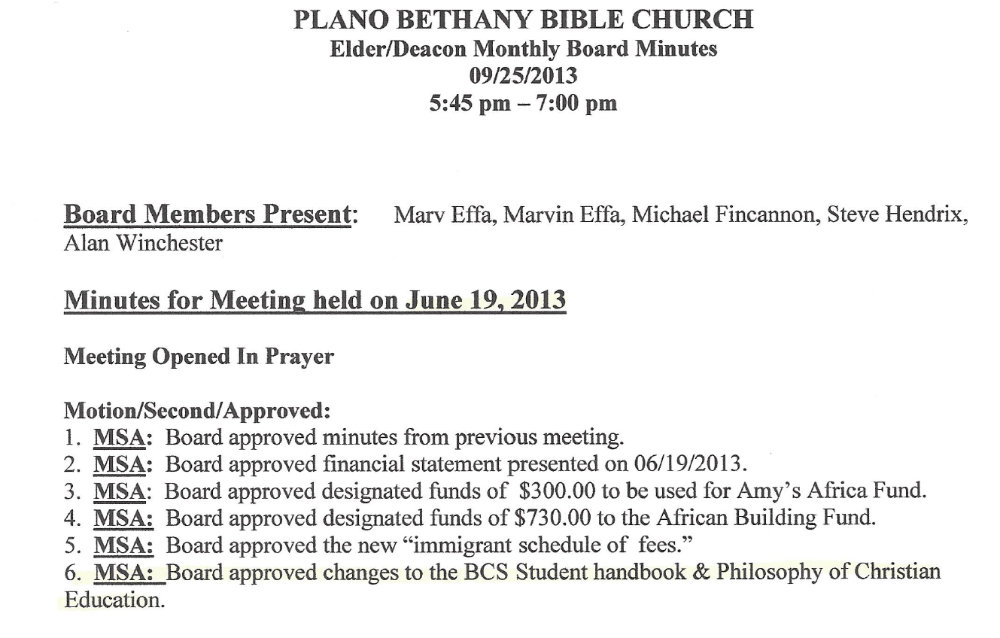 PLANO BETHANY BIBLE CHURCH
Elder/Deacon Monthly Board Minutes
09/25/2013
5:45 pm – 7:00 pm
Board Members Present: Marv Effa, Marvin Effa, Michael Fincannon, Steve Hendrix,
Alan Winchester
Minutes for Meeting held on June 19, 2013
Meeting Opened In Prayer
Motion/Second/Approved:
1. MSA: Board approved minutes from previous meeting.
2. MSA: Board approved financial statement presented on 06/19/2013.
3. MSA: Board approved designated funds of $300.00 to be used for Amy’s Africa Fund.
4. MSA: Board approved designated funds of $730.00 to the African Building Fund.
5. MSA: Board approved the new “immigrant schedule of fees.”
6. MSA: Board approved changes to the BCS Student handbook & Philosophy of Christian
Education.